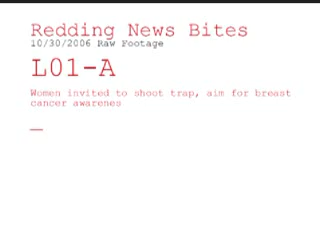 Redding News Bites
10/30/2006 Raw Footage
L01-A
Women invited to shoot trap, aim for breast
cancer awarenes